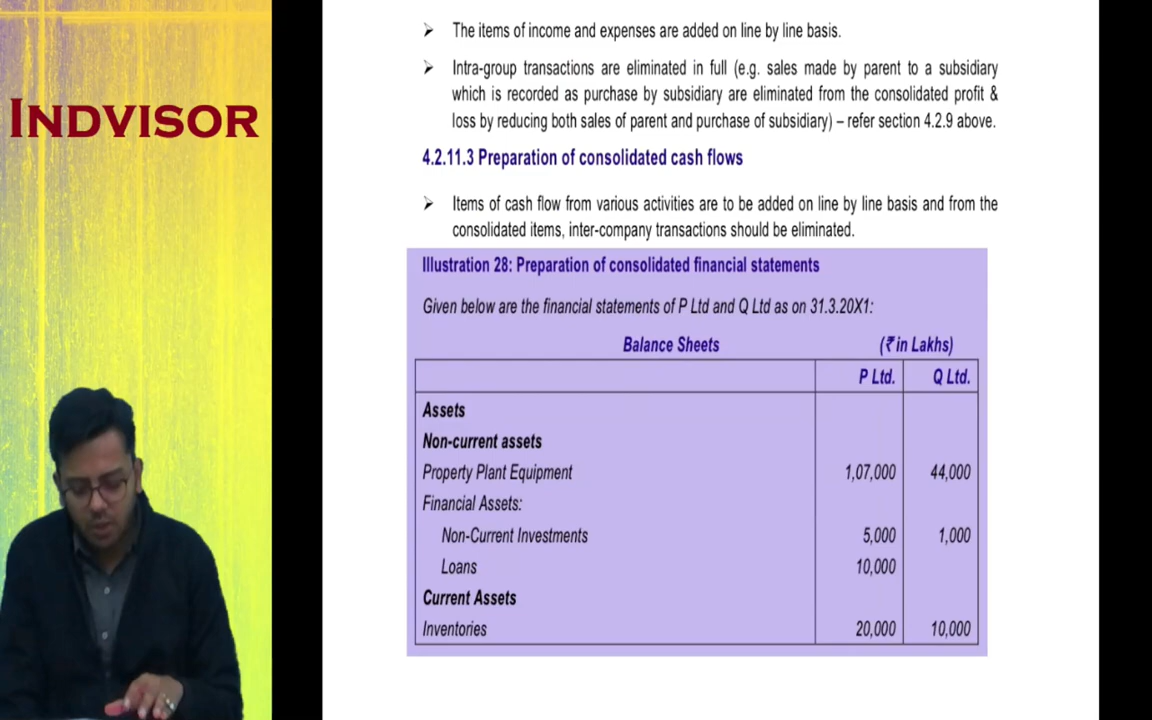 INDVISOR
➢ The items of income and expenses are added on line by line basis.
➢ Intra-group transactions are eliminated in full (e.g. sales made by parent to a subsidiary
which is recorded as purchase by subsidiary are eliminated from the consolidated profit &
loss by reducing both sales of parent and purchase of subsidiary) – refer section 4.2.9 above.
4.2.11.3 Preparation of consolidated cash flows
➢ Items of cash flow from various activities are to be added on line by line basis and from the
consolidated items, inter-company transactions should be eliminated.
Illustration 28: Preparation of consolidated financial statements
Given below are the financial statements of P Ltd and Q Ltd as on 31.3.20X1:
Balance Sheets (₹ in Lakhs)
P Ltd. Q Ltd.
Assets
Non-current assets
Property Plant Equipment 1,07,000 44,000
Financial Assets:
Non-Current Investments 5,000 1,000
Loans 10,000
Current Assets
Inventories 20,000 10,000